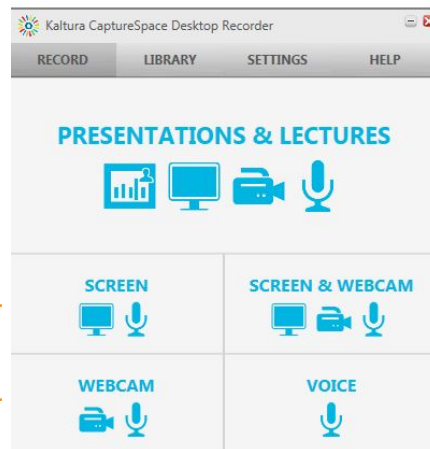 Kaltura CaptureSpace Desktop Recorder
RECORD LIBRARY SETTINGS HELP
PRESENTATIONS & LECTURES
SCREEN
SCREEN & WEBCAM
WEBCAM
VOICE